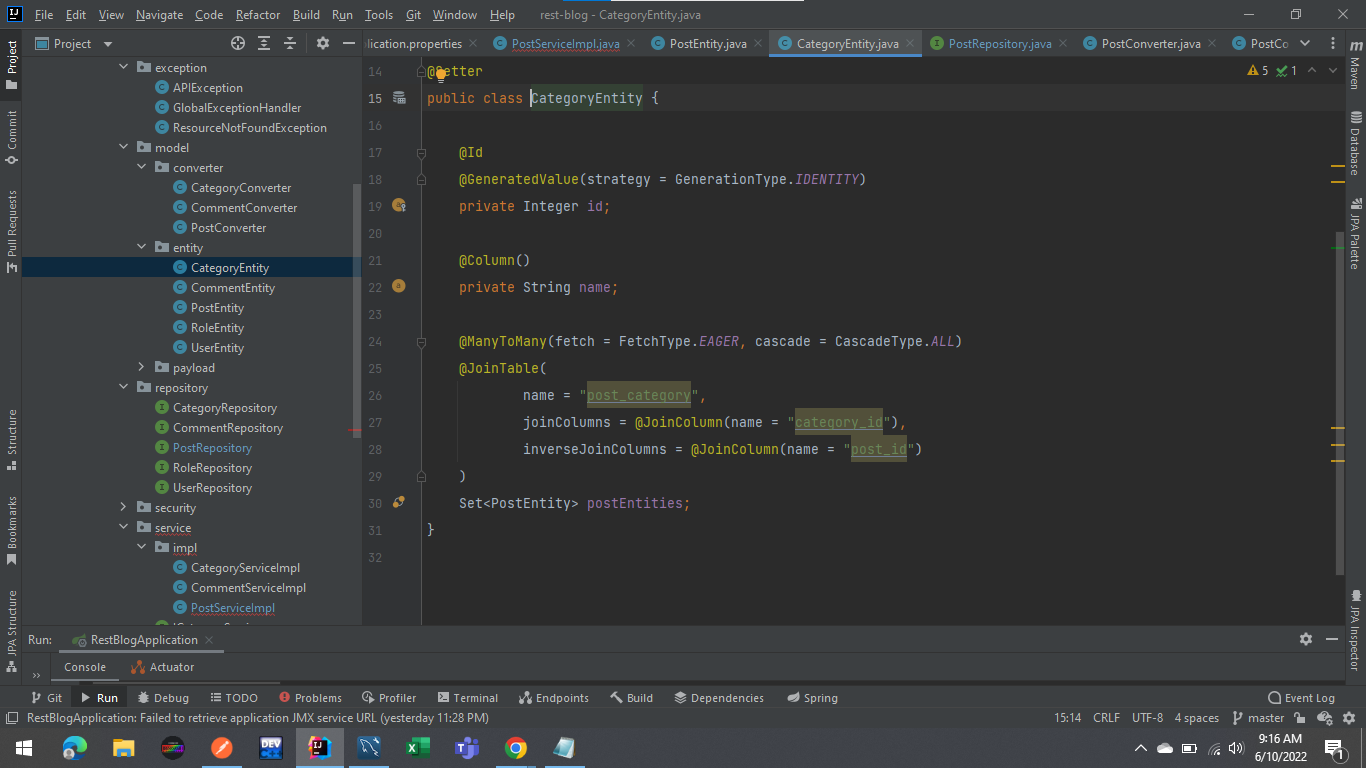 File Edit View Navigate Code Refactor Build Run Tools Git Window Help rest-blog - CategoryEntity.java
Project
lication.properties PostServiceImpl.java PostEntity.java CategoryEntity.java PostRepository.java PostConverter.java PostCo
exception
APIException
GlobalExceptionHandler
ResourceNotFoundException
model
converter
CategoryConverter
CommentConverter
PostConverter
entity
CategoryEntity
CommentEntity
PostEntity
RoleEntity
UserEntity
payload
repository
CategoryRepository
CommentRepository
PostRepository
RoleRepository
UserRepository
security
service
impl
CategoryServiceImpl
CommentServiceImpl
PostServiceImpl
5 1
14 etter
15 public class CategoryEntity {
16
17 @Id
18 @GeneratedValue(strategy = GenerationType.IDENTITY)
19 private Integer id;
20
21 @Column()
22 private String name;
23
24 @ManyToMany(fetch = FetchType.EAGER, cascade = CascadeType.ALL)
25 @JoinTable(
26 name = "post_category",
27 joinColumns = @JoinColumn(name = "category_id"),
28 inverseJoinColumns = @JoinColumn(name = "post_id")
29 )
30 Set<PostEntity> postEntities;
31 }
32
Project
Commit
Pull Requests
Structure
Bookmarks
JPA Structure
Maven
Database
JPA Palette
JPA Inspector
Run: RestBlogApplication
Console Actuator
Git Run Debug TODO Problems Profiler Terminal Endpoints Build Dependencies Spring Event Log
RestBlogApplication: Failed to retrieve application JMX service URL (yesterday 11:28 PM) 15:14 CRLF UTF-8 4 spaces master
DEV
9:16 AM
6/10/2022
1